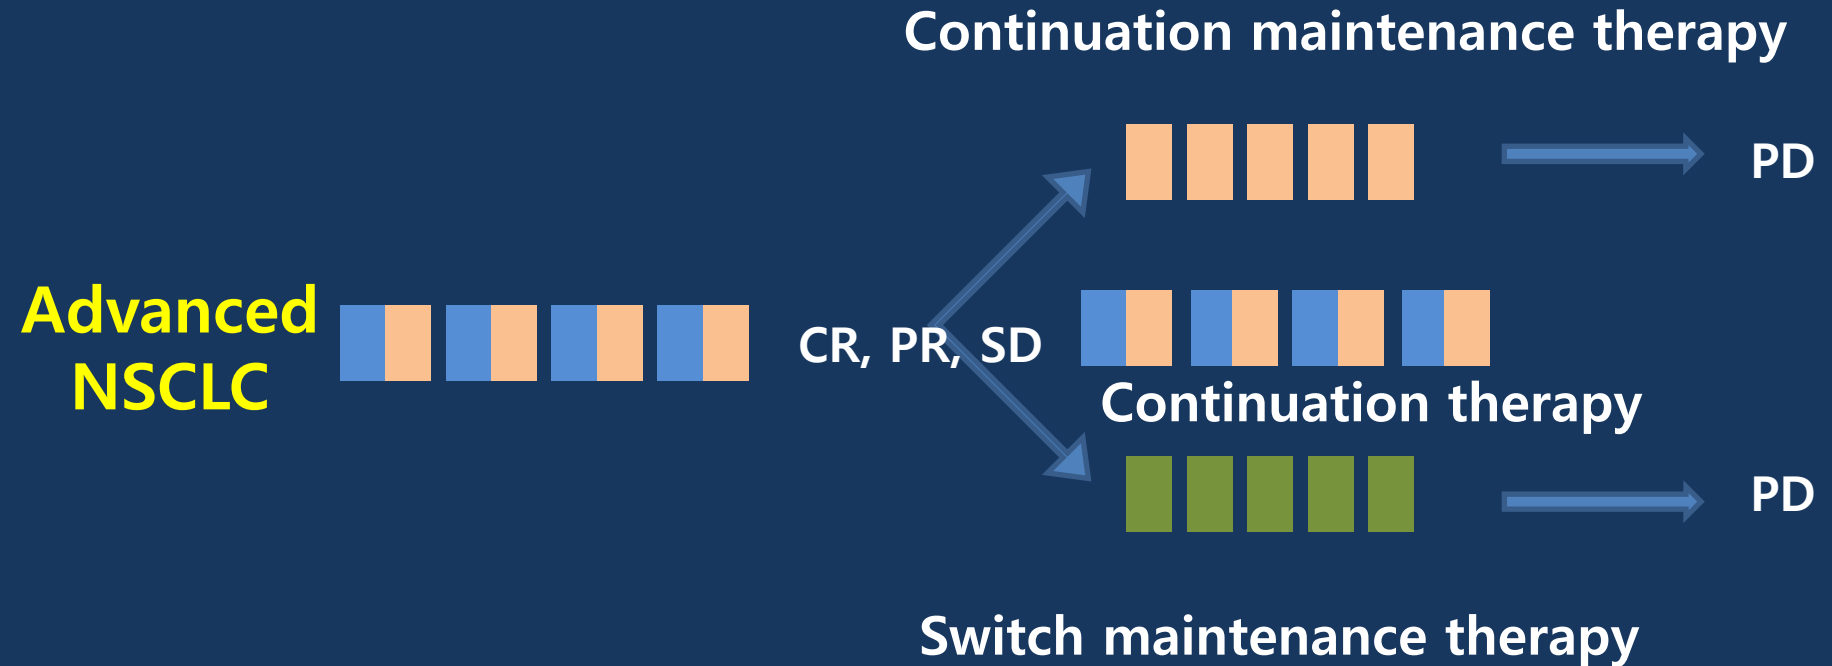 Continuation maintenance therapy
PD
Advanced
NSCLC
CR, PR, SD
Continuation therapy
PD
Switch maintenance therapy